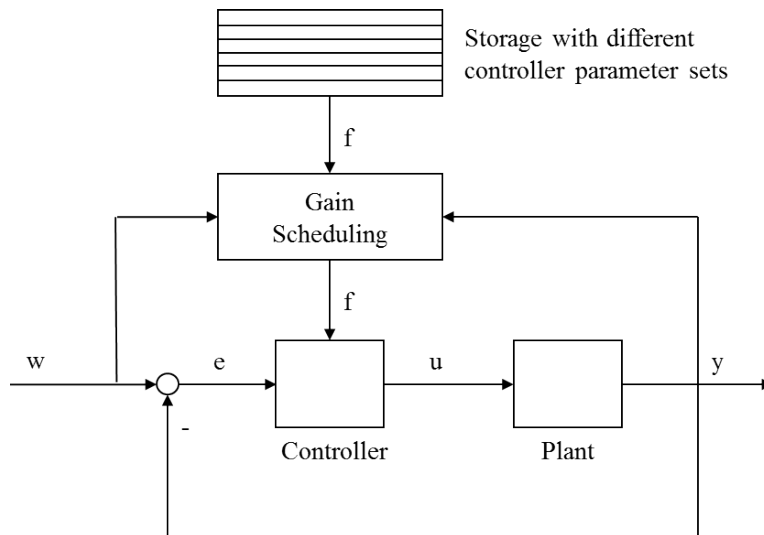 Storage with different
controller parameter sets
f
Gain
Scheduling
f
w
e
u
y
-
Controller
Plant